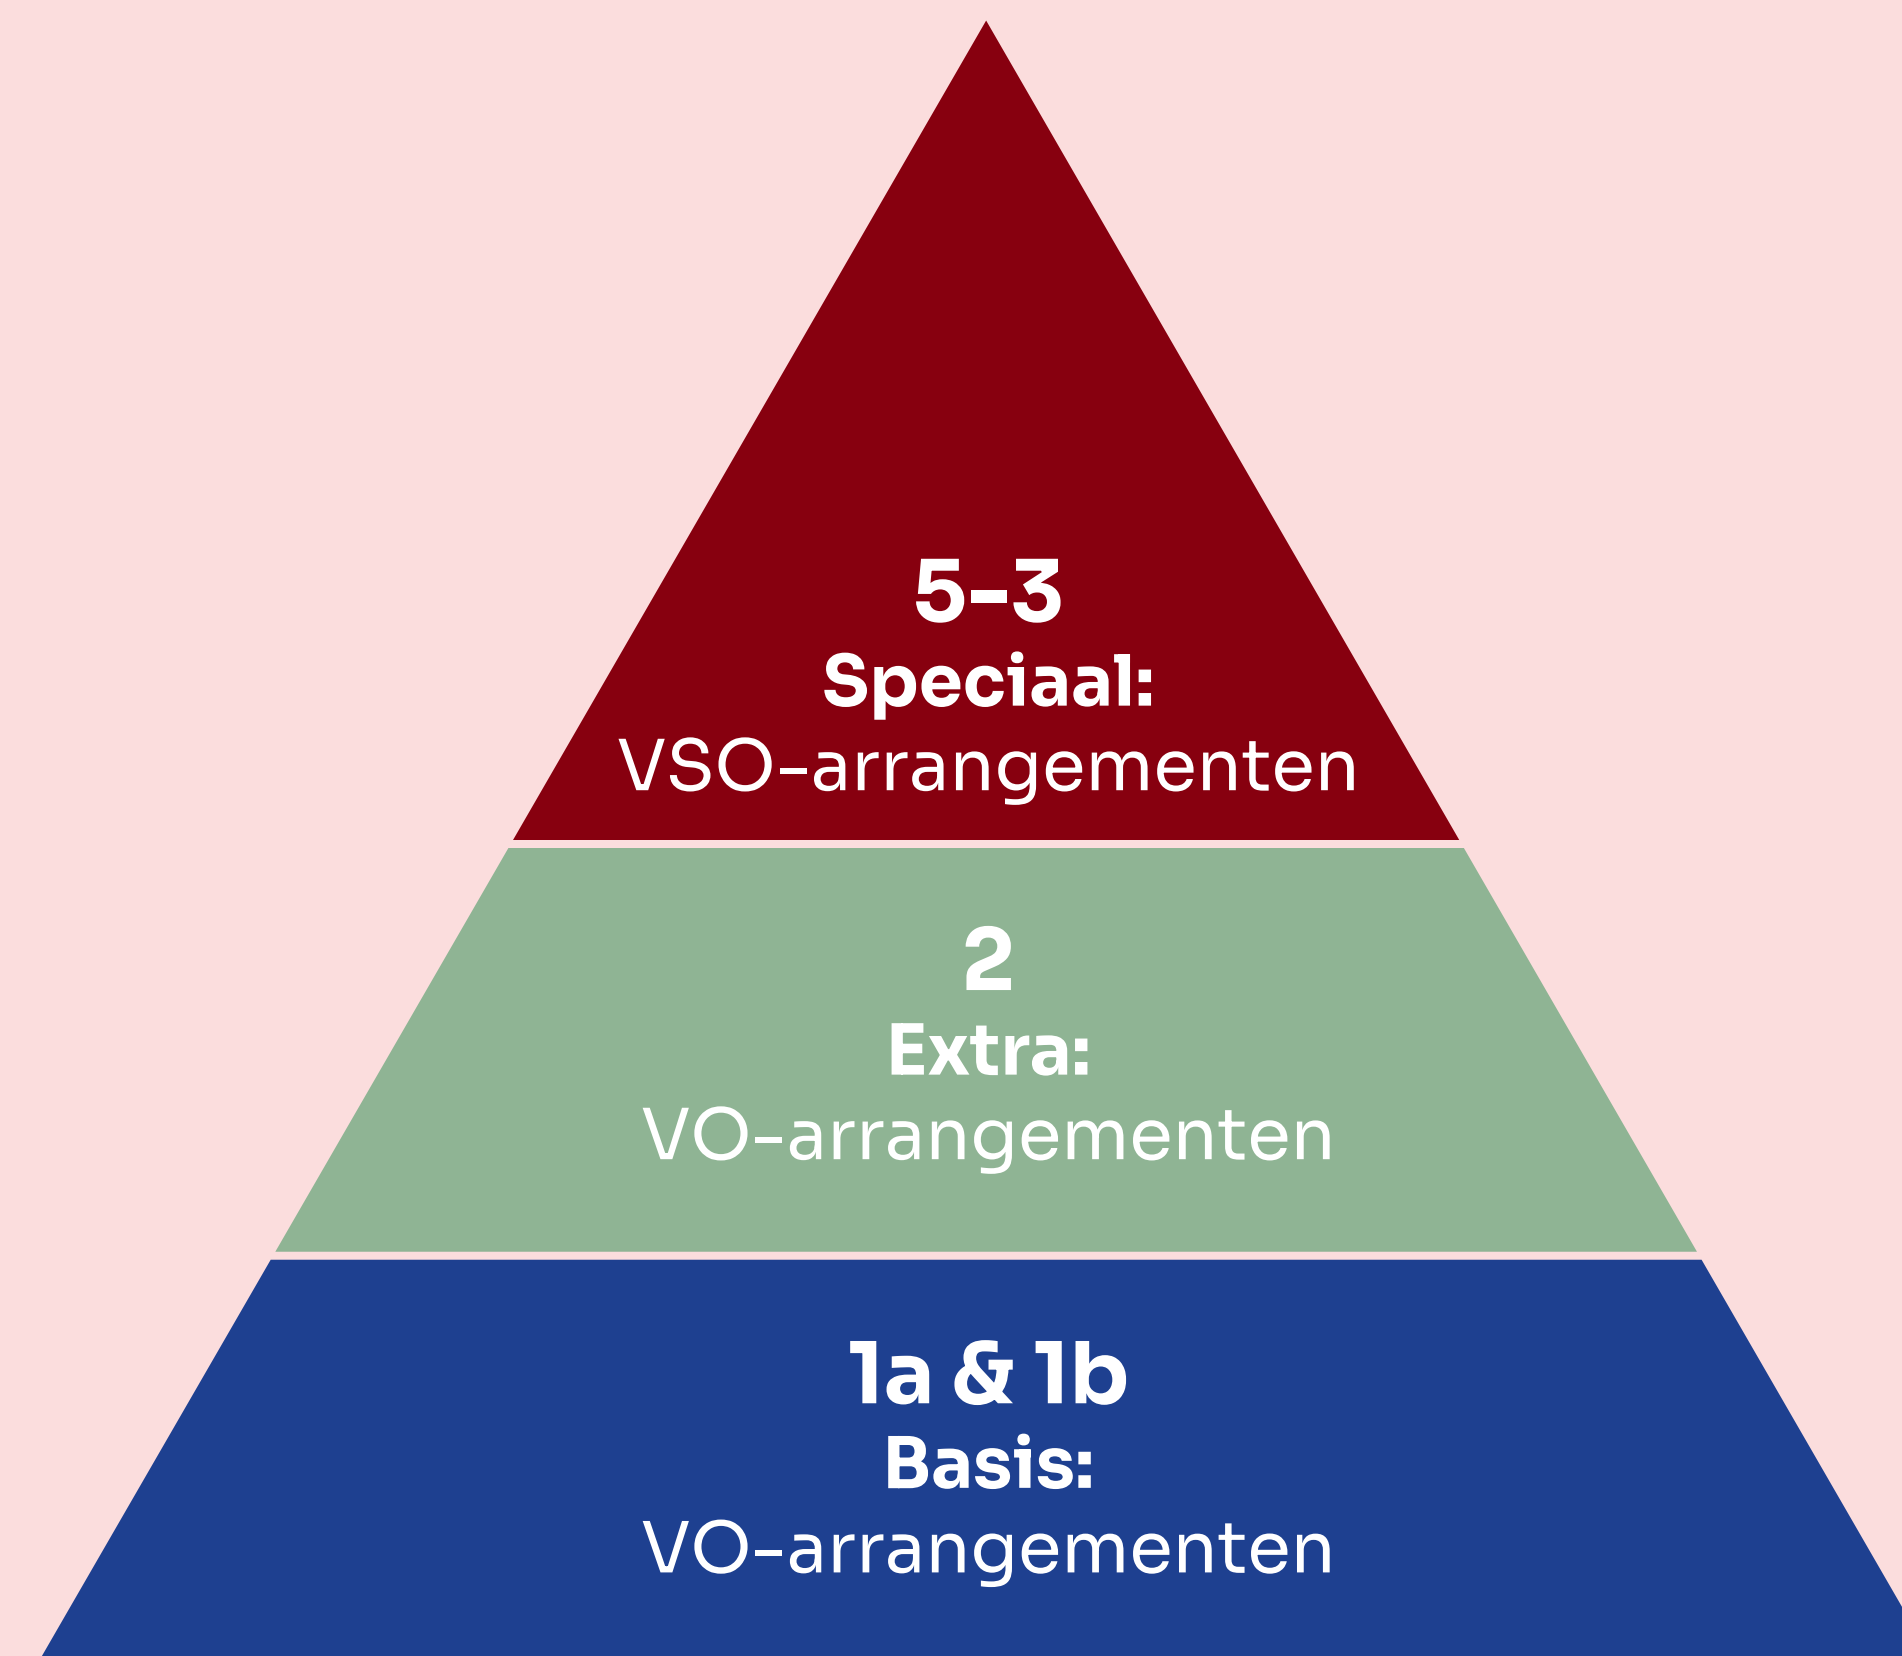 5-3
Speciaal:
VSO-arrangementen
2
Extra:
VO-arrangementen
1a & 1b
Basis:
VO-arrangementen